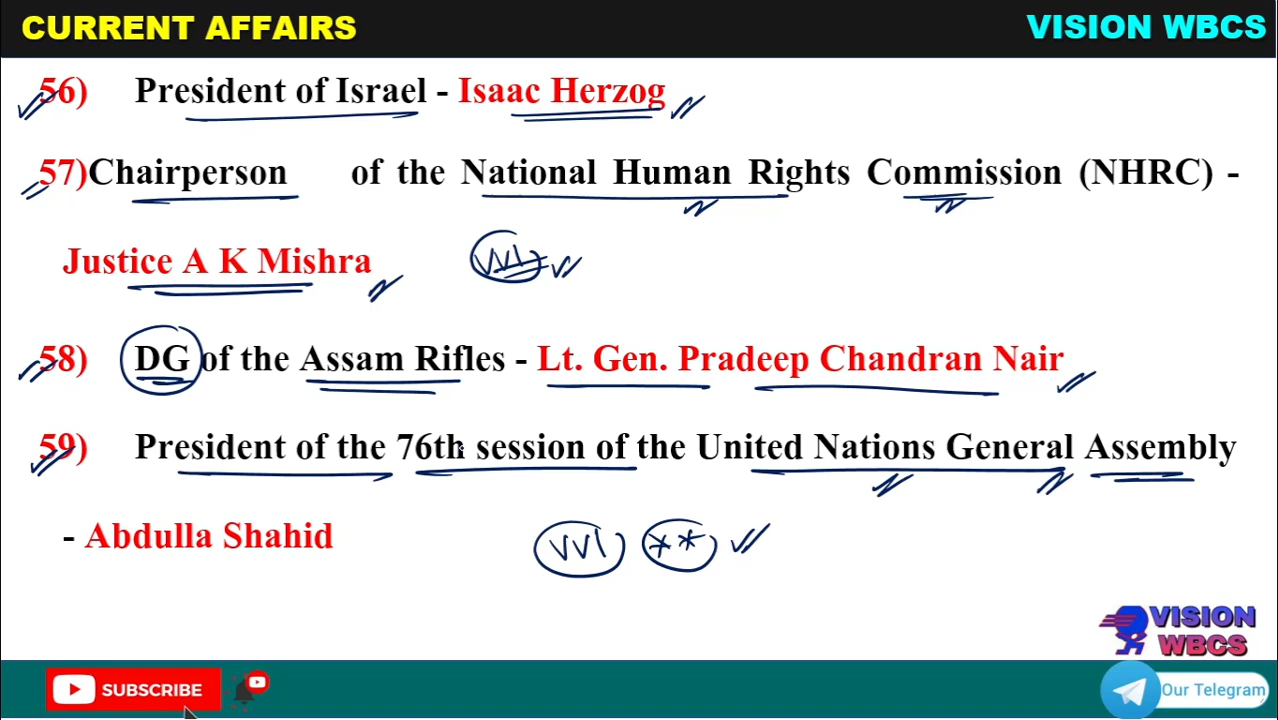 CURRENT AFFAIRS
VISION WBCS
56) President of Israel - Isaac Herzog
57)Chairperson of the National Human Rights Commission (NHRC) -
Justice A K Mishra VVI
58) DG of the Assam Rifles - Lt. Gen. Pradeep Chandran Nair
59) President of the 76th session of the United Nations General Assembly
- Abdulla Shahid VVI **
VISION
WBCS
SUBSCRIBE
Our Telegram